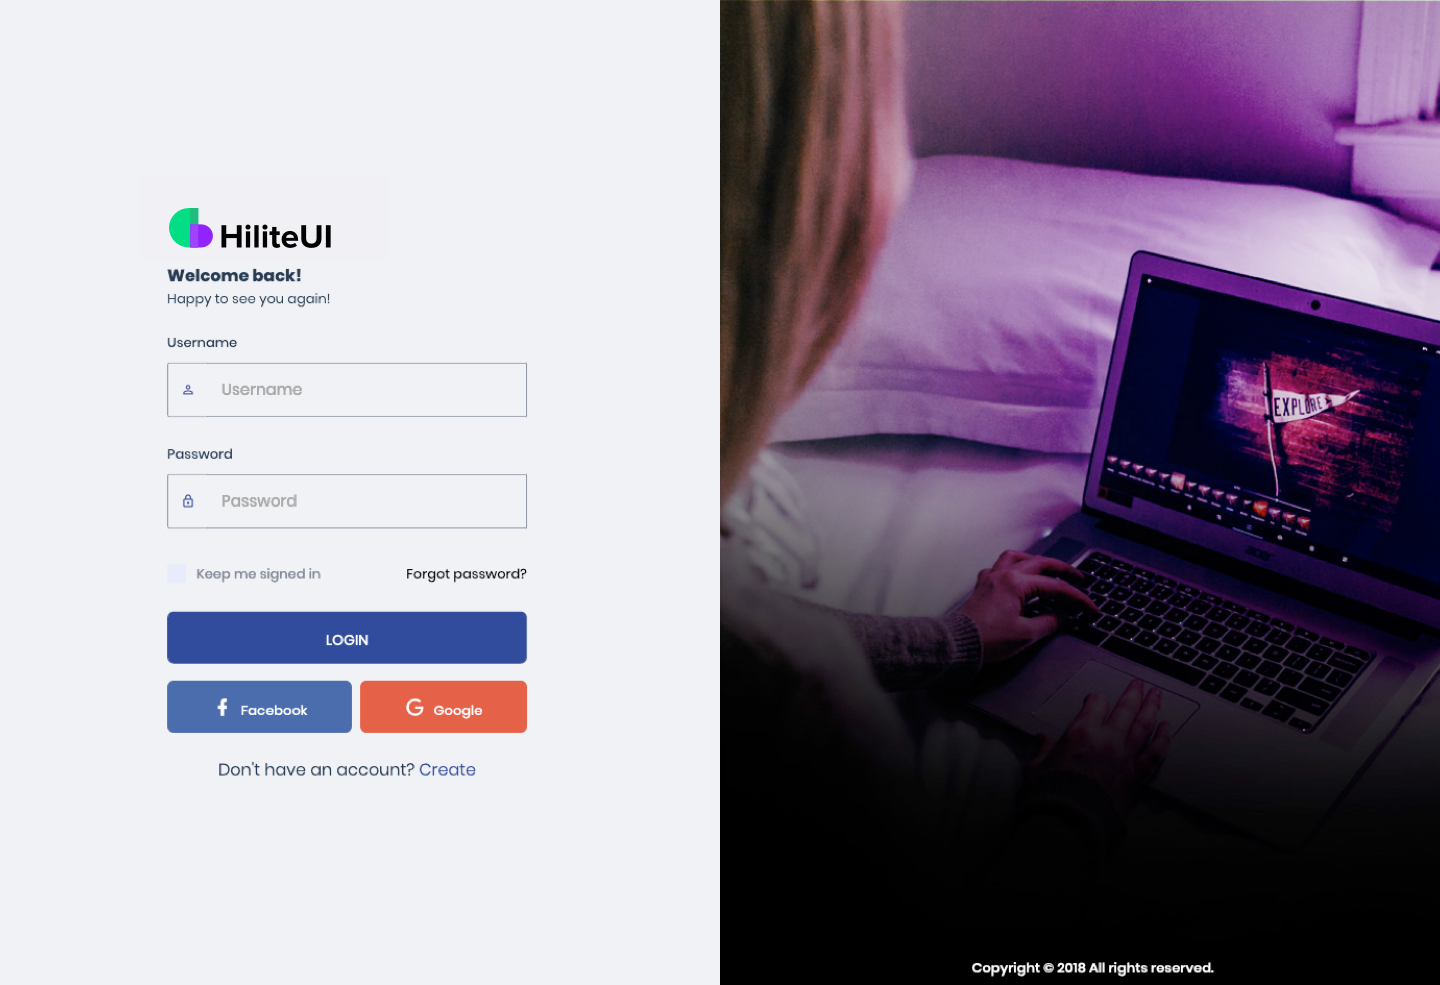 HiliteUI
Welcome back!
Happy to see you again!
Username
Username
Password
Password
Keep me signed in
Forgot password?
LOGIN
Facebook
Google
Don't have an account? Create
EXPLORE
Copyright © 2018 All rights reserved.